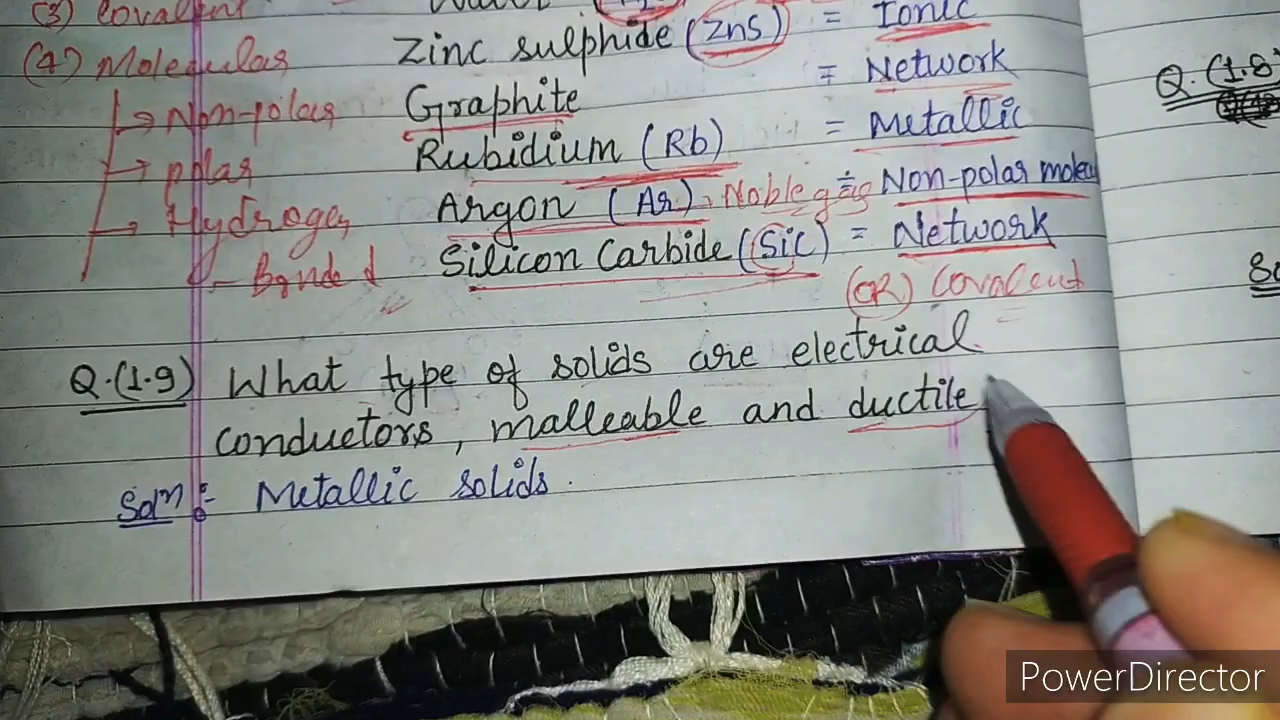 (3) Covalent
Zinc sulphide (ZnS) = Ionic
(4) Molecular
Graphite = Network
→ Non-polar
Rubidium (Rb) = Metallic
→ polar
Argon (Ar). Noble gas = Non-polar molecu
→ Hydrogen
Bonded
Silicon Carbide (SiC) = Network
(OR) Covalent
Q.(1.8)
Q.(1.9) What type of solids are electrical
conductors, malleable and ductile
Solⁿ: Metallic solids.
PowerDirector